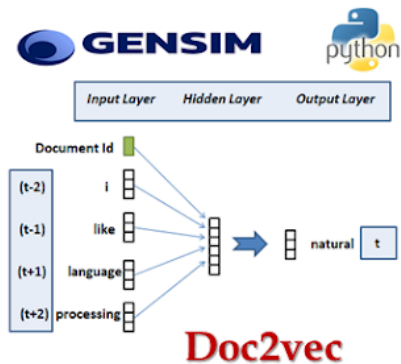 GENSIM
python
Input Layer Hidden Layer Output Layer
Document Id
(t-2) i
(t-1) like
natural t
(t+1) language
(t+2) processing
Doc2vec